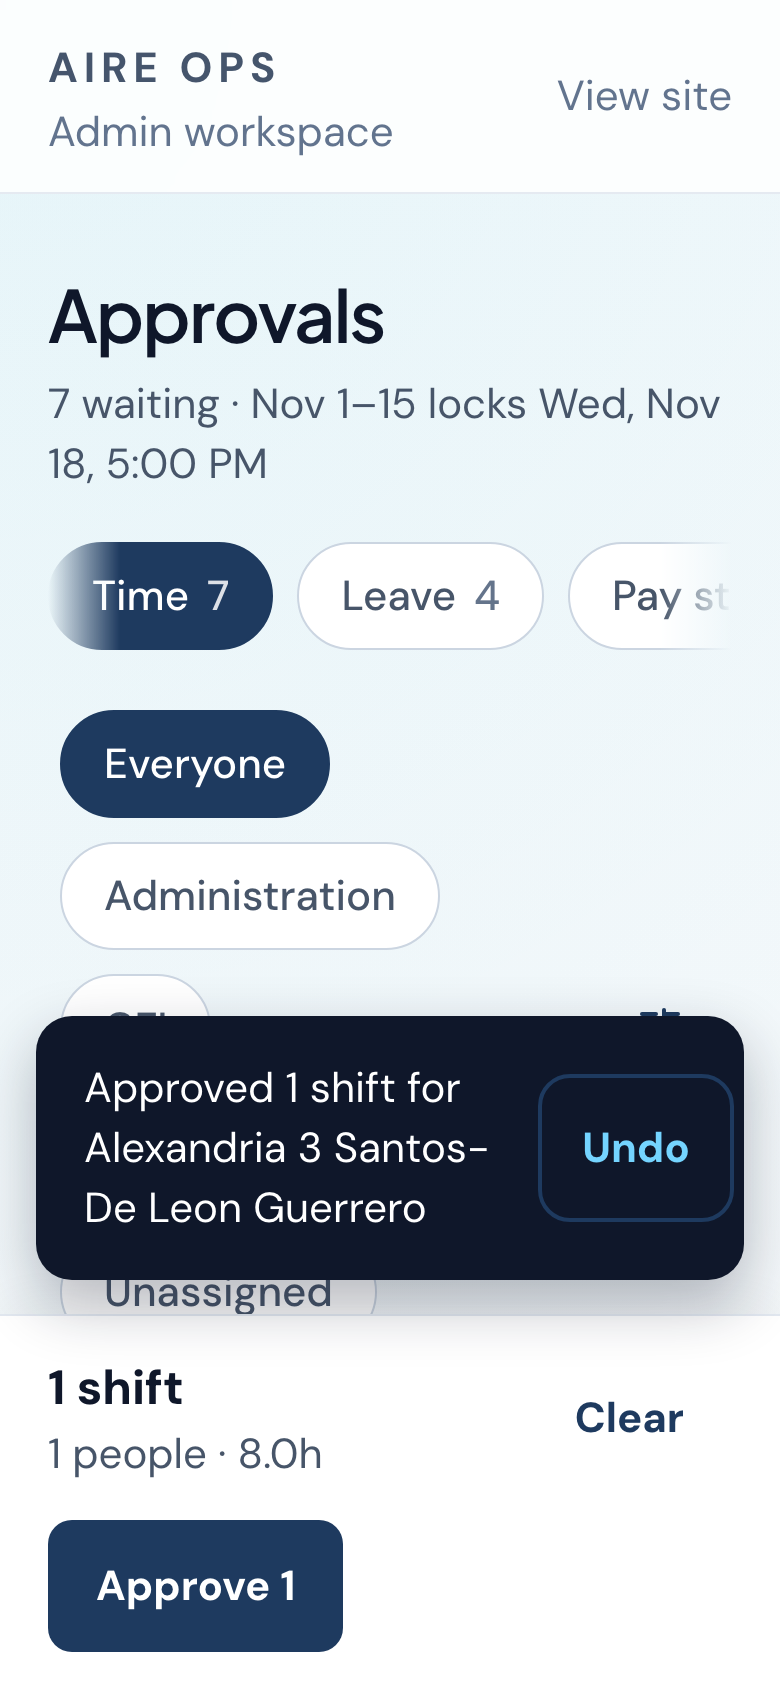 AIRE OPS
Admin workspace
View site
Approvals
7 waiting · Nov 1–15 locks Wed, Nov
18, 5:00 PM
Time 7
Leave 4
Pay st
Everyone
Administration
Approved 1 shift for
Alexandria 3 Santos-
De Leon Guerrero
Undo
Unassigned
1 shift
1 people · 8.0h
Clear
Approve 1